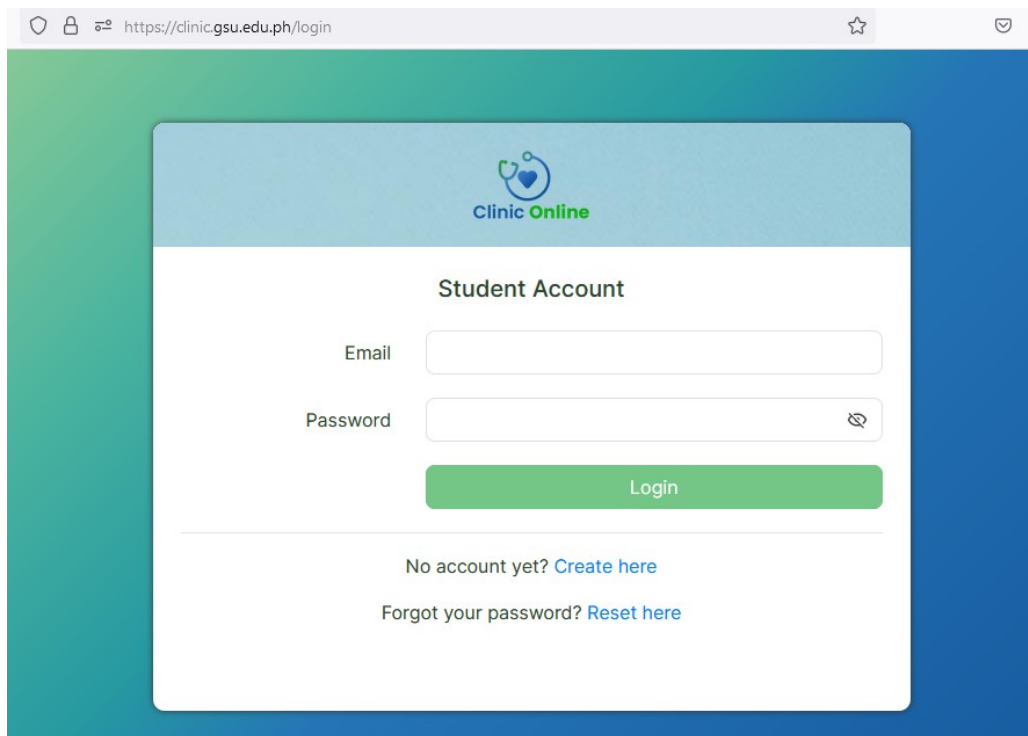 https://clinic.gsu.edu.ph/login
Clinic Online
Student Account
Email
Password
Login
No account yet? Create here
Forgot your password? Reset here